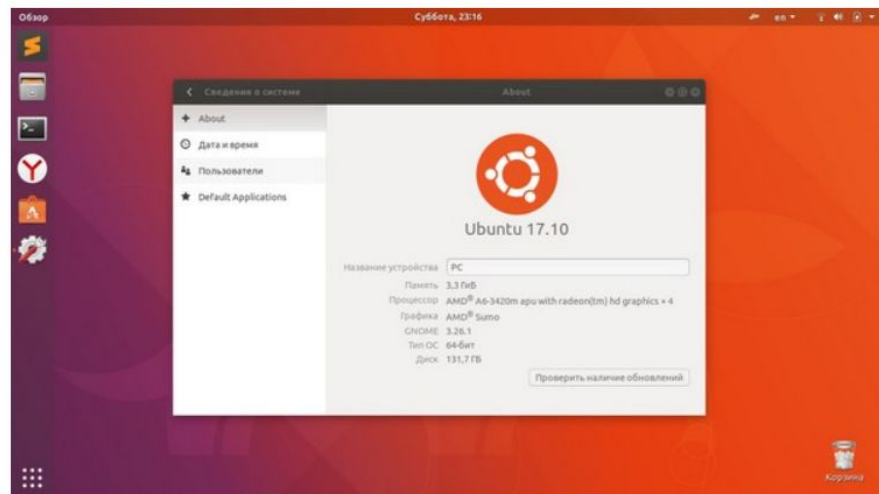 Обзор
Суббота, 23:16
en
Сведения о системе
About
About
Дата и время
Пользователи
Default Applications
Ubuntu 17.10
Название устройства PC
Память 3,3 ГиБ
Процессор AMD® A6-3420m apu with radeon(tm) hd graphics × 4
Графика AMD® Sumo
GNOME 3.26.1
Тип ОС 64-бит
Диск 131,7 ГБ
Проверить наличие обновлений
Корзина